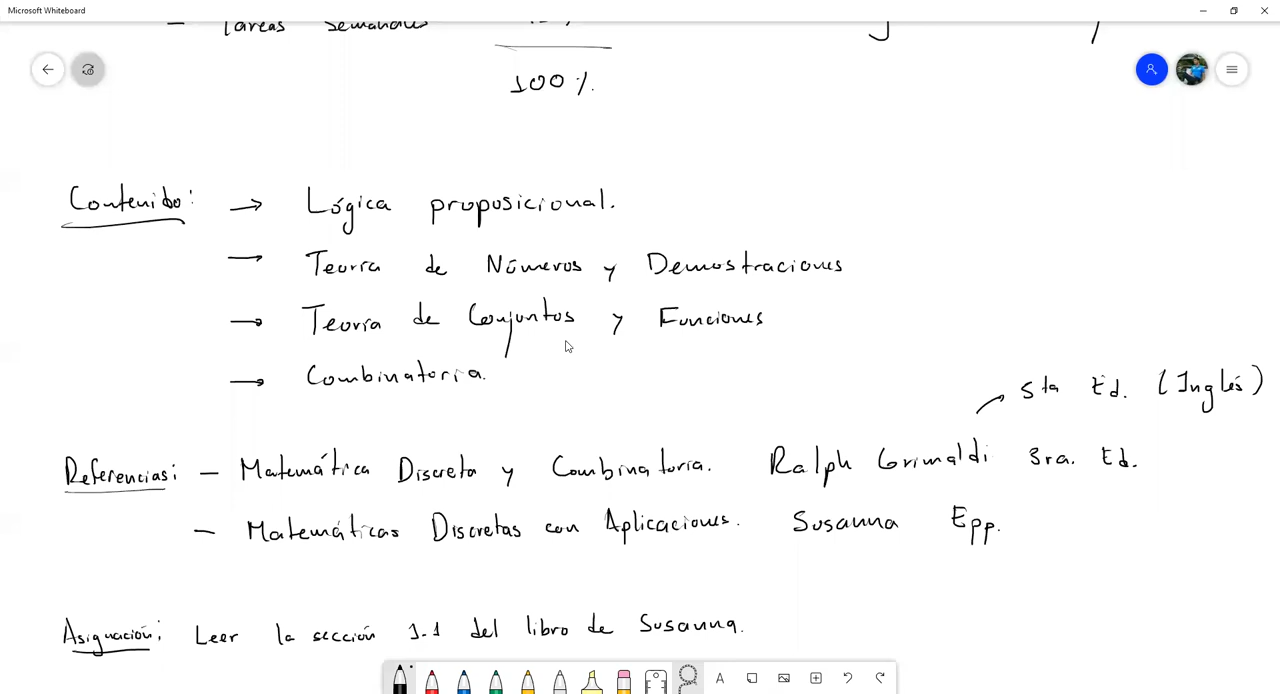 Microsoft Whiteboard
- Tareas semanales
100 %.
Contenido: → Lógica proposicional.
→ Teoría de Números y Demostraciones
→ Teoría de Conjuntos y Funciones
→ Combinatoria.
5ta Ed. (Inglés)
Referencias: - Matemática Discreta y Combinatoria. Ralph Grimaldi 3ra. Ed.
- Matemáticas Discretas con Aplicaciones. Susanna Epp.
Asignación: Leer la sección 1.1 del libro de Susanna.
A